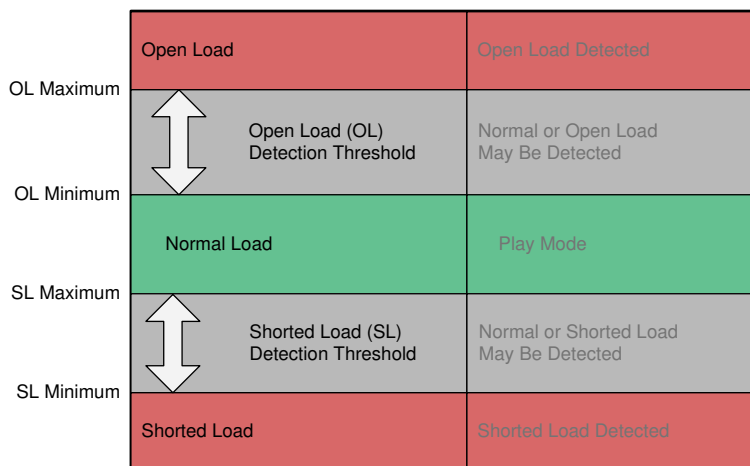 Open Load
Open Load Detected
OL Maximum
Open Load (OL)
Detection Threshold
Normal or Open Load
May Be Detected
OL Minimum
Normal Load
Play Mode
SL Maximum
Shorted Load (SL)
Detection Threshold
Normal or Shorted Load
May Be Detected
SL Minimum
Shorted Load
Shorted Load Detected